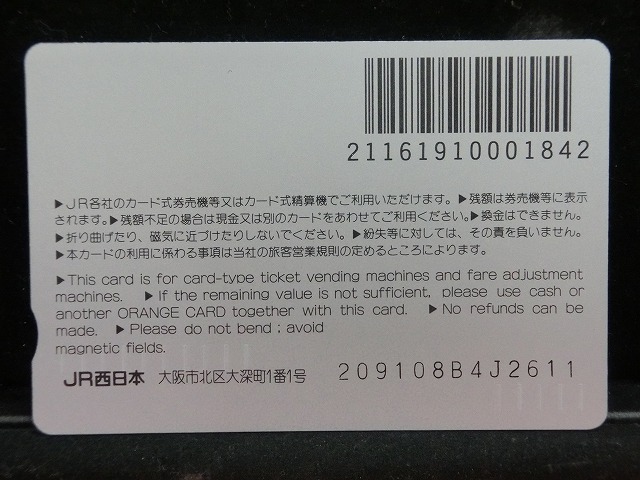 21161910001842
▶JR各社のカード式券売機等又はカード式精算機でご利用いただけます。▶残額は券売機等に表示
されます。▶残額不足の場合は現金又は別のカードをあわせてご利用ください。▶換金はできません。
▶折り曲げたり、磁気に近づけたりしないでください。▶紛失等に対しては、その責を負いません。
▶本カードの利用に係わる事項は当社の旅客営業規則の定めるところによります。
▶This card is for card-type ticket vending machines and fare adjustment
machines. ▶If the remaining value is not sufficient, please use cash or
another ORANGE CARD together with this card. ▶No refunds can be
made. ▶Please do not bend ; avoid
magnetic fields.
JR西日本 大阪市北区大深町1番1号 209108B4J2611